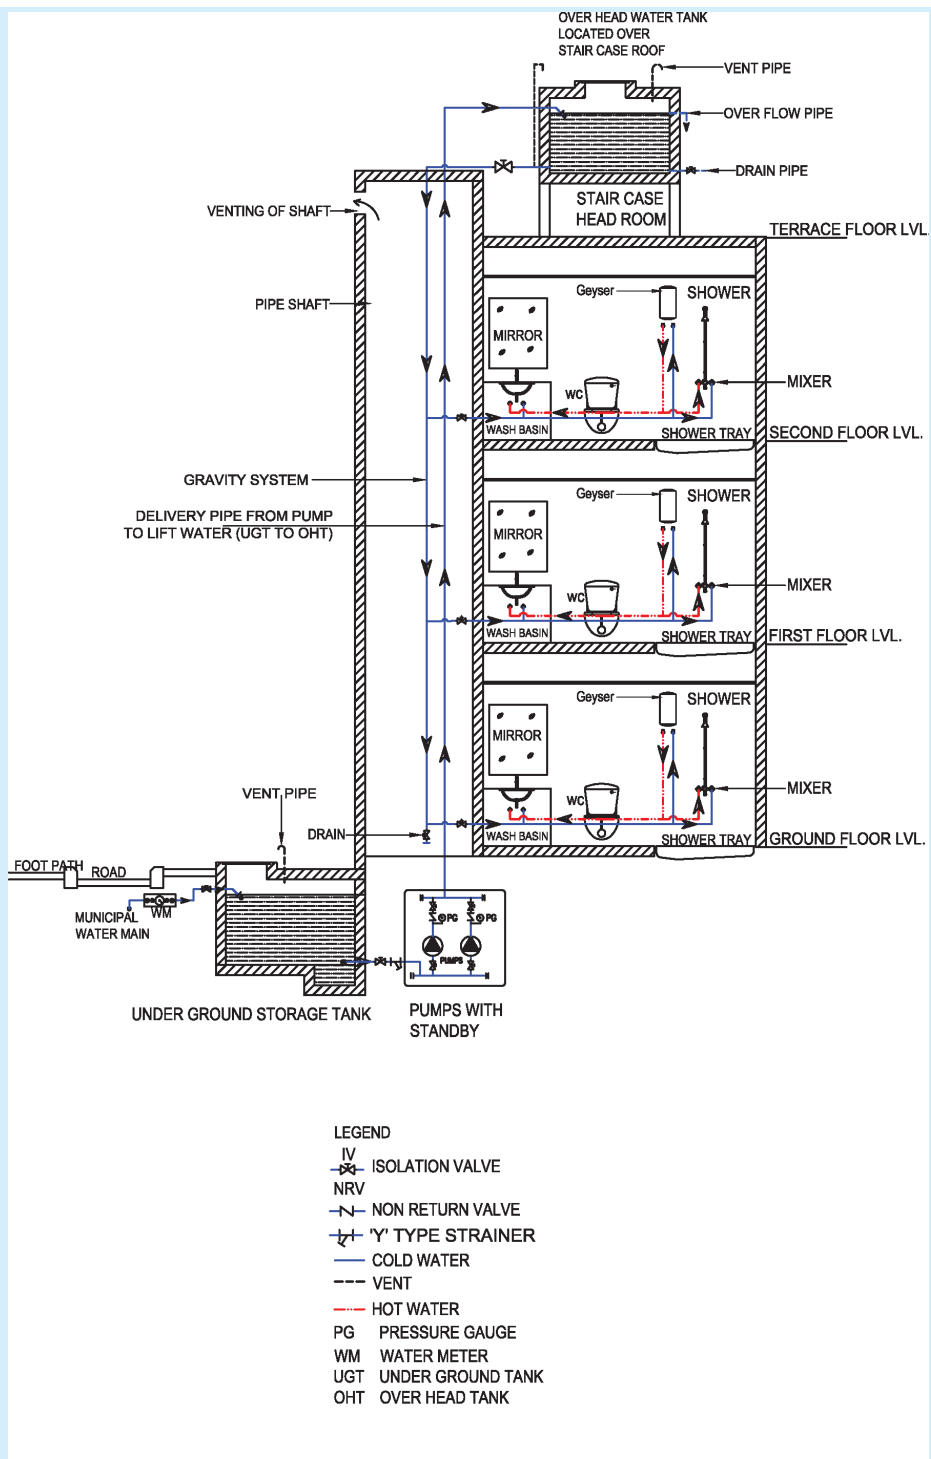 OVER HEAD WATER TANK
LOCATED OVER
STAIR CASE ROOF
VENT PIPE
OVER FLOW PIPE
DRAIN PIPE
STAIR CASE
HEAD ROOM
VENTING OF SHAFT
TERRACE FLOOR LVL.
PIPE SHAFT
Geyser
SHOWER
MIRROR
MIXER
WC
WASH BASIN
SHOWER TRAY
SECOND FLOOR LVL.
GRAVITY SYSTEM
DELIVERY PIPE FROM PUMP
TO LIFT WATER (UGT TO OHT)
Geyser
SHOWER
MIRROR
MIXER
WC
WASH BASIN
SHOWER TRAY
FIRST FLOOR LVL.
Geyser
SHOWER
MIRROR
MIXER
WC
WASH BASIN
SHOWER TRAY
GROUND FLOOR LVL.
VENT PIPE
DRAIN
FOOT PATH
ROAD
WM
MUNICIPAL
WATER MAIN
PG
PG
PUMPS
UNDER GROUND STORAGE TANK
PUMPS WITH
STANDBY
LEGEND
IV
ISOLATION VALVE
NRV
NON RETURN VALVE
'Y' TYPE STRAINER
COLD WATER
VENT
HOT WATER
PG PRESSURE GAUGE
WM WATER METER
UGT UNDER GROUND TANK
OHT OVER HEAD TANK